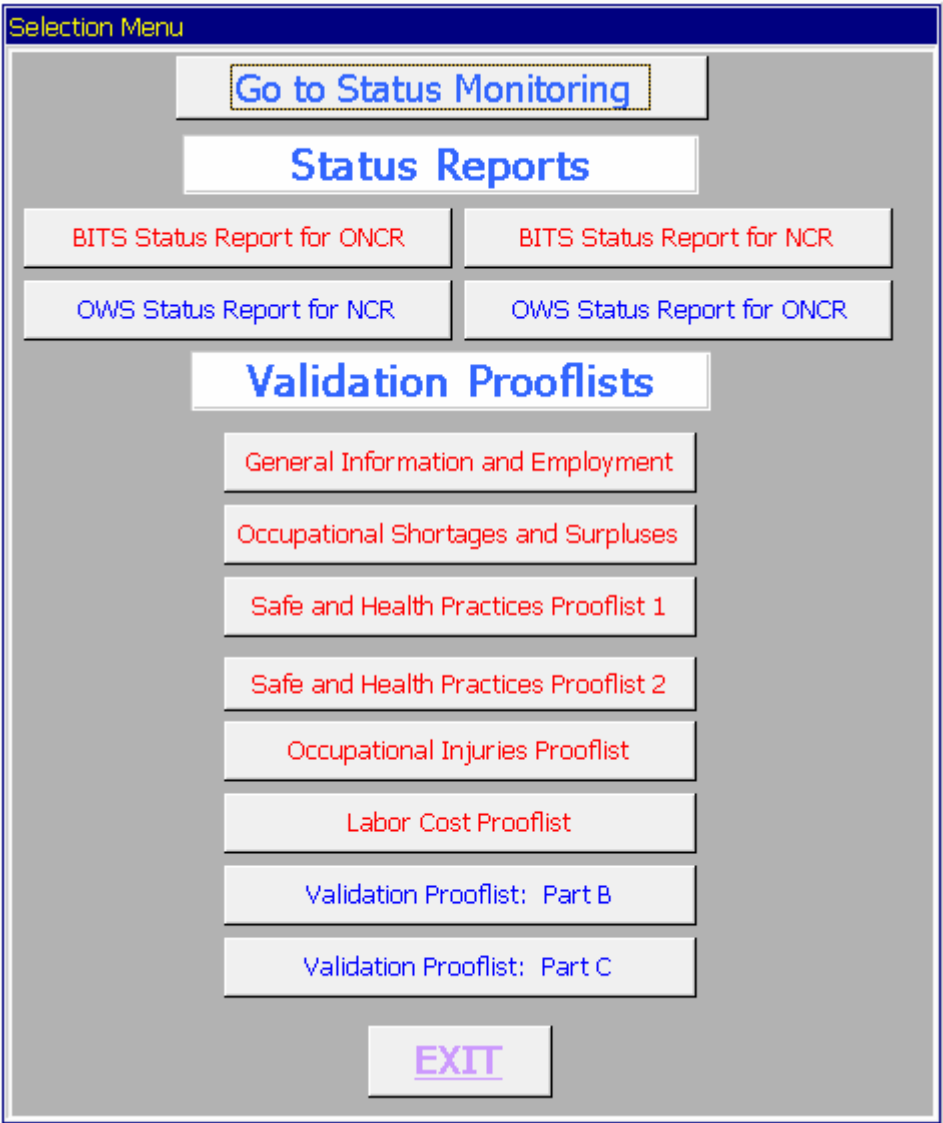 Selection Menu
Go to Status Monitoring
Status Reports
BITS Status Report for ONCR
BITS Status Report for NCR
OWS Status Report for NCR
OWS Status Report for ONCR
Validation Prooflists
General Information and Employment
Occupational Shortages and Surpluses
Safe and Health Practices Prooflist 1
Safe and Health Practices Prooflist 2
Occupational Injuries Prooflist
Labor Cost Prooflist
Validation Prooflist: Part B
Validation Prooflist: Part C
EXIT